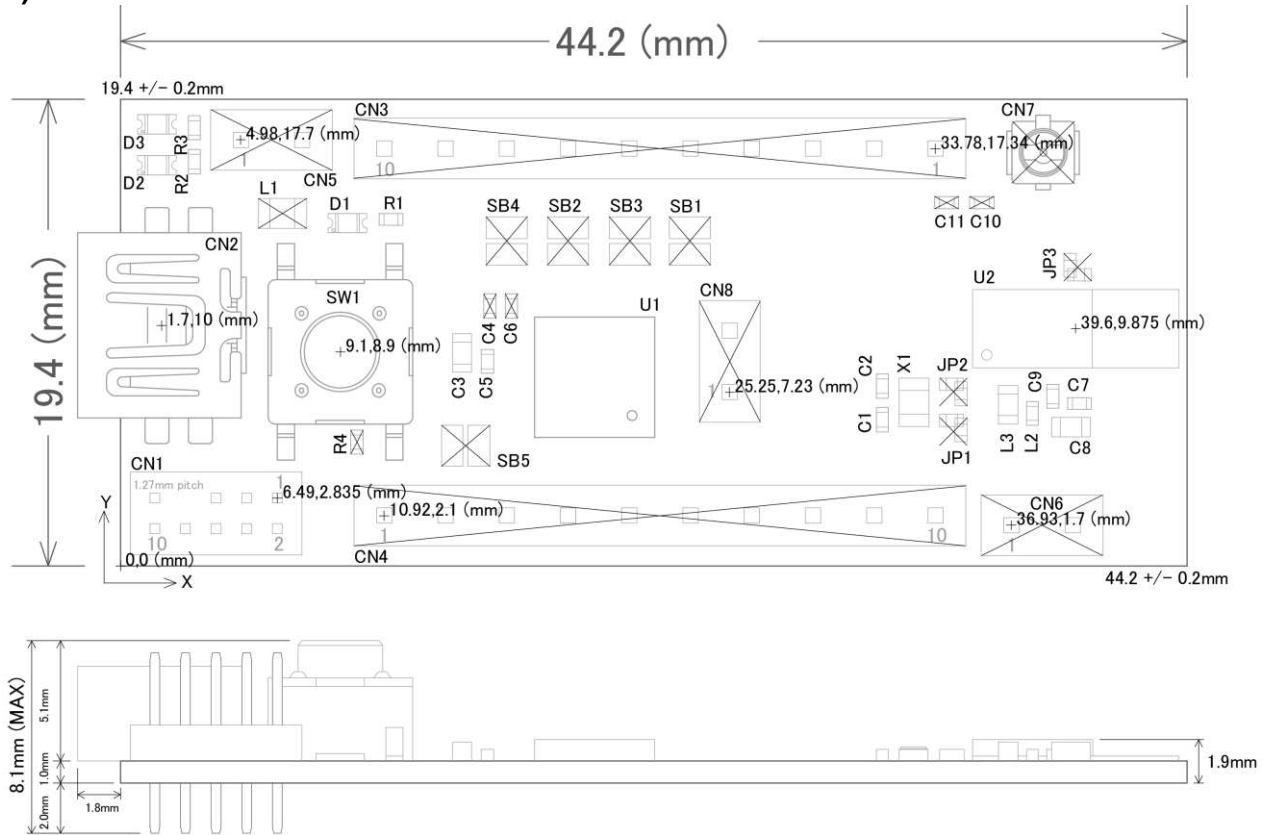 )
44.2 (mm)
19.4 +/- 0.2mm
CN3
CN7
D3
R3
4.98,17.7 (mm)
1
10
33.78,17.34 (mm)
1
D2
R2
CN5
L1
D1
R1
SB4
SB2
SB3
SB1
C11
C10
CN2
JP3
19.4 (mm)
SW1
C4
C6
U1
CN8
U2
1.7,10 (mm)
9.1,8.9 (mm)
39.6,9.875 (mm)
C3
C5
1
25.25,7.23 (mm)
C2
X1
JP2
C9
C7
C1
JP1
L3
L2
C8
R4
SB5
CN1
1.27mm pitch
1
6.49,2.835 (mm)
10.92,2.1 (mm)
CN6
36.93,1.7 (mm)
Y
10
2
1
10
1
0,0 (mm)
CN4
X
44.2 +/- 0.2mm
8.1mm (MAX)
5.1mm
1.0mm
2.0mm
1.8mm
1.9mm